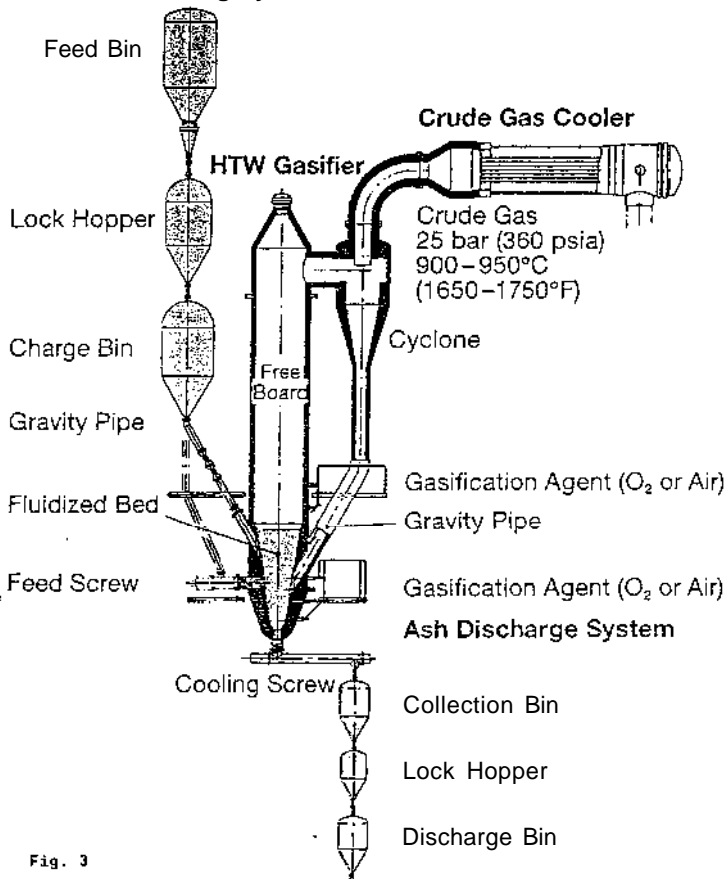 Feed Bin
Crude Gas Cooler
HTW Gasifier
Lock Hopper
Crude Gas
25 bar (360 psia)
900–950°C
(1650–1750°F)
Charge Bin
Cyclone
Free
Board
Gravity Pipe
Gasification Agent (O₂ or Air)
Fluidized Bed
Gravity Pipe
Feed Screw
Gasification Agent (O₂ or Air)
Ash Discharge System
Cooling Screw
Collection Bin
Lock Hopper
Discharge Bin
Fig. 3